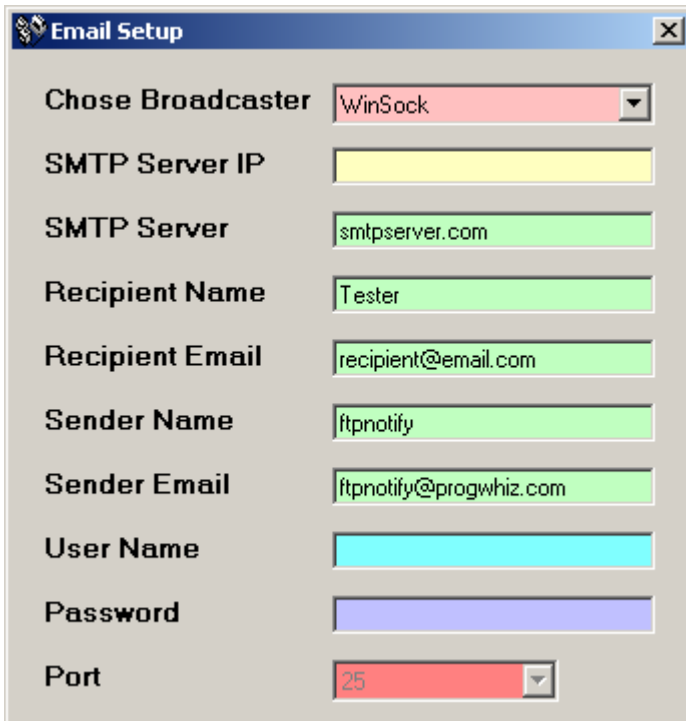 Email Setup
Chose Broadcaster WinSock
SMTP Server IP
SMTP Server smtpserver.com
Recipient Name Tester
Recipient Email recipient@email.com
Sender Name ftpnotify
Sender Email ftpnotify@progwhiz.com
User Name
Password
Port 25